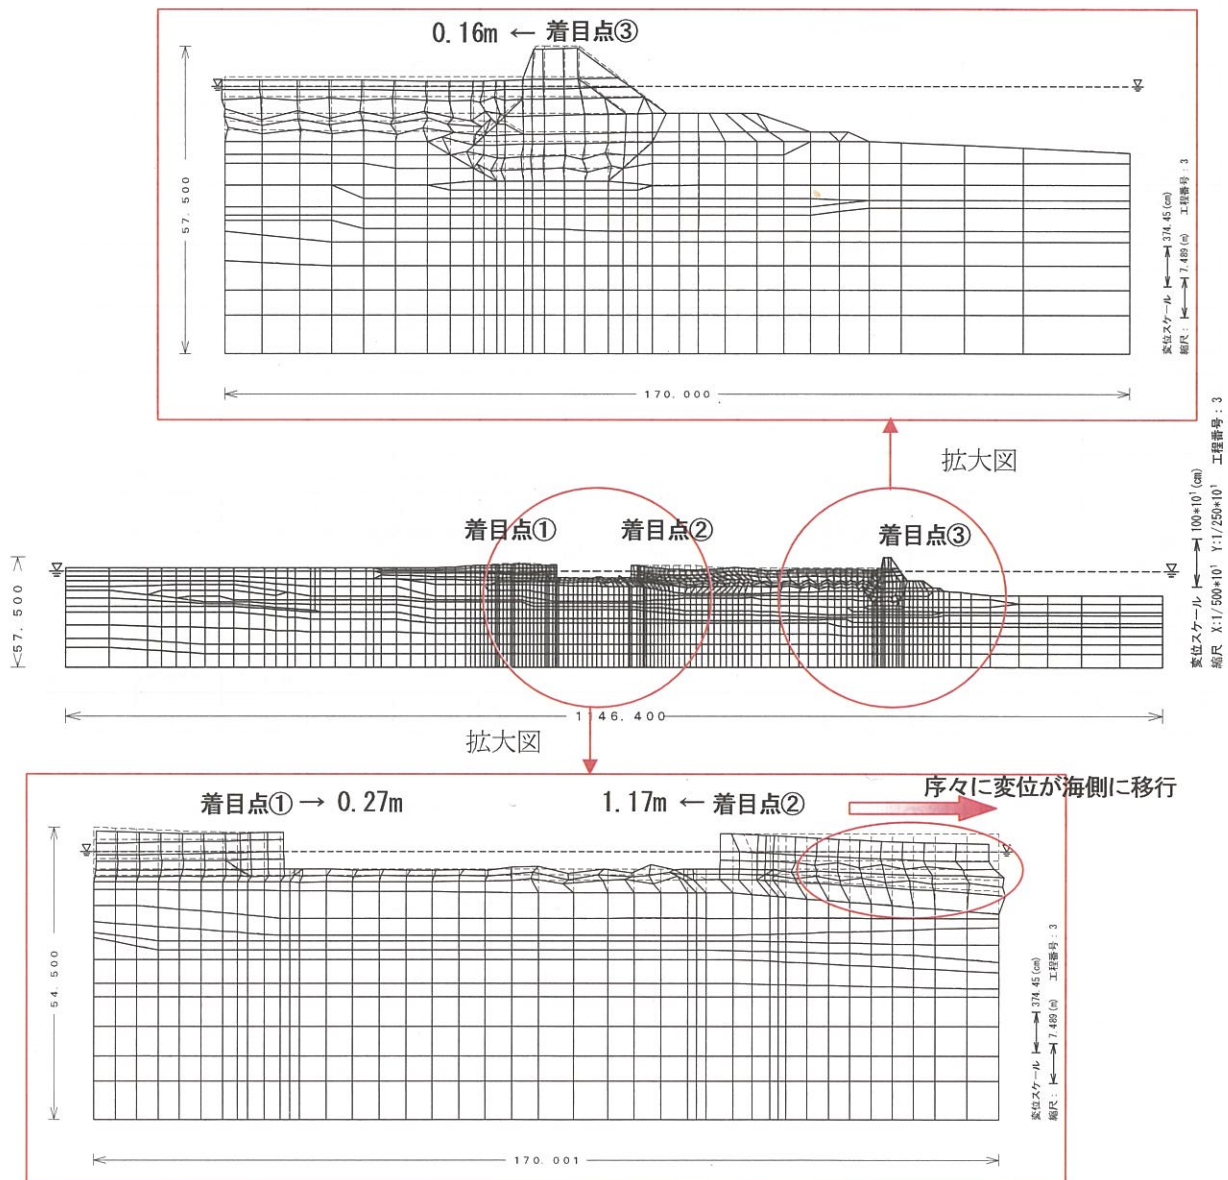 0.16m ← 着目点③
57.500
変位スケール 374.45(cm)
縮尺: 7.489(m) 工程番号:3
170.000
拡大図
着目点① 着目点② 着目点③
57.500
変位スケール 100*10¹(cm)
縮尺 X:1/500*10¹ Y:1/250*10¹ 工程番号:3
1146.400
拡大図
序々に変位が海側に移行
着目点① → 0.27m 1.17m ← 着目点②
54.500
変位スケール 374.45(cm)
縮尺: 7.489(m) 工程番号:3
170.001